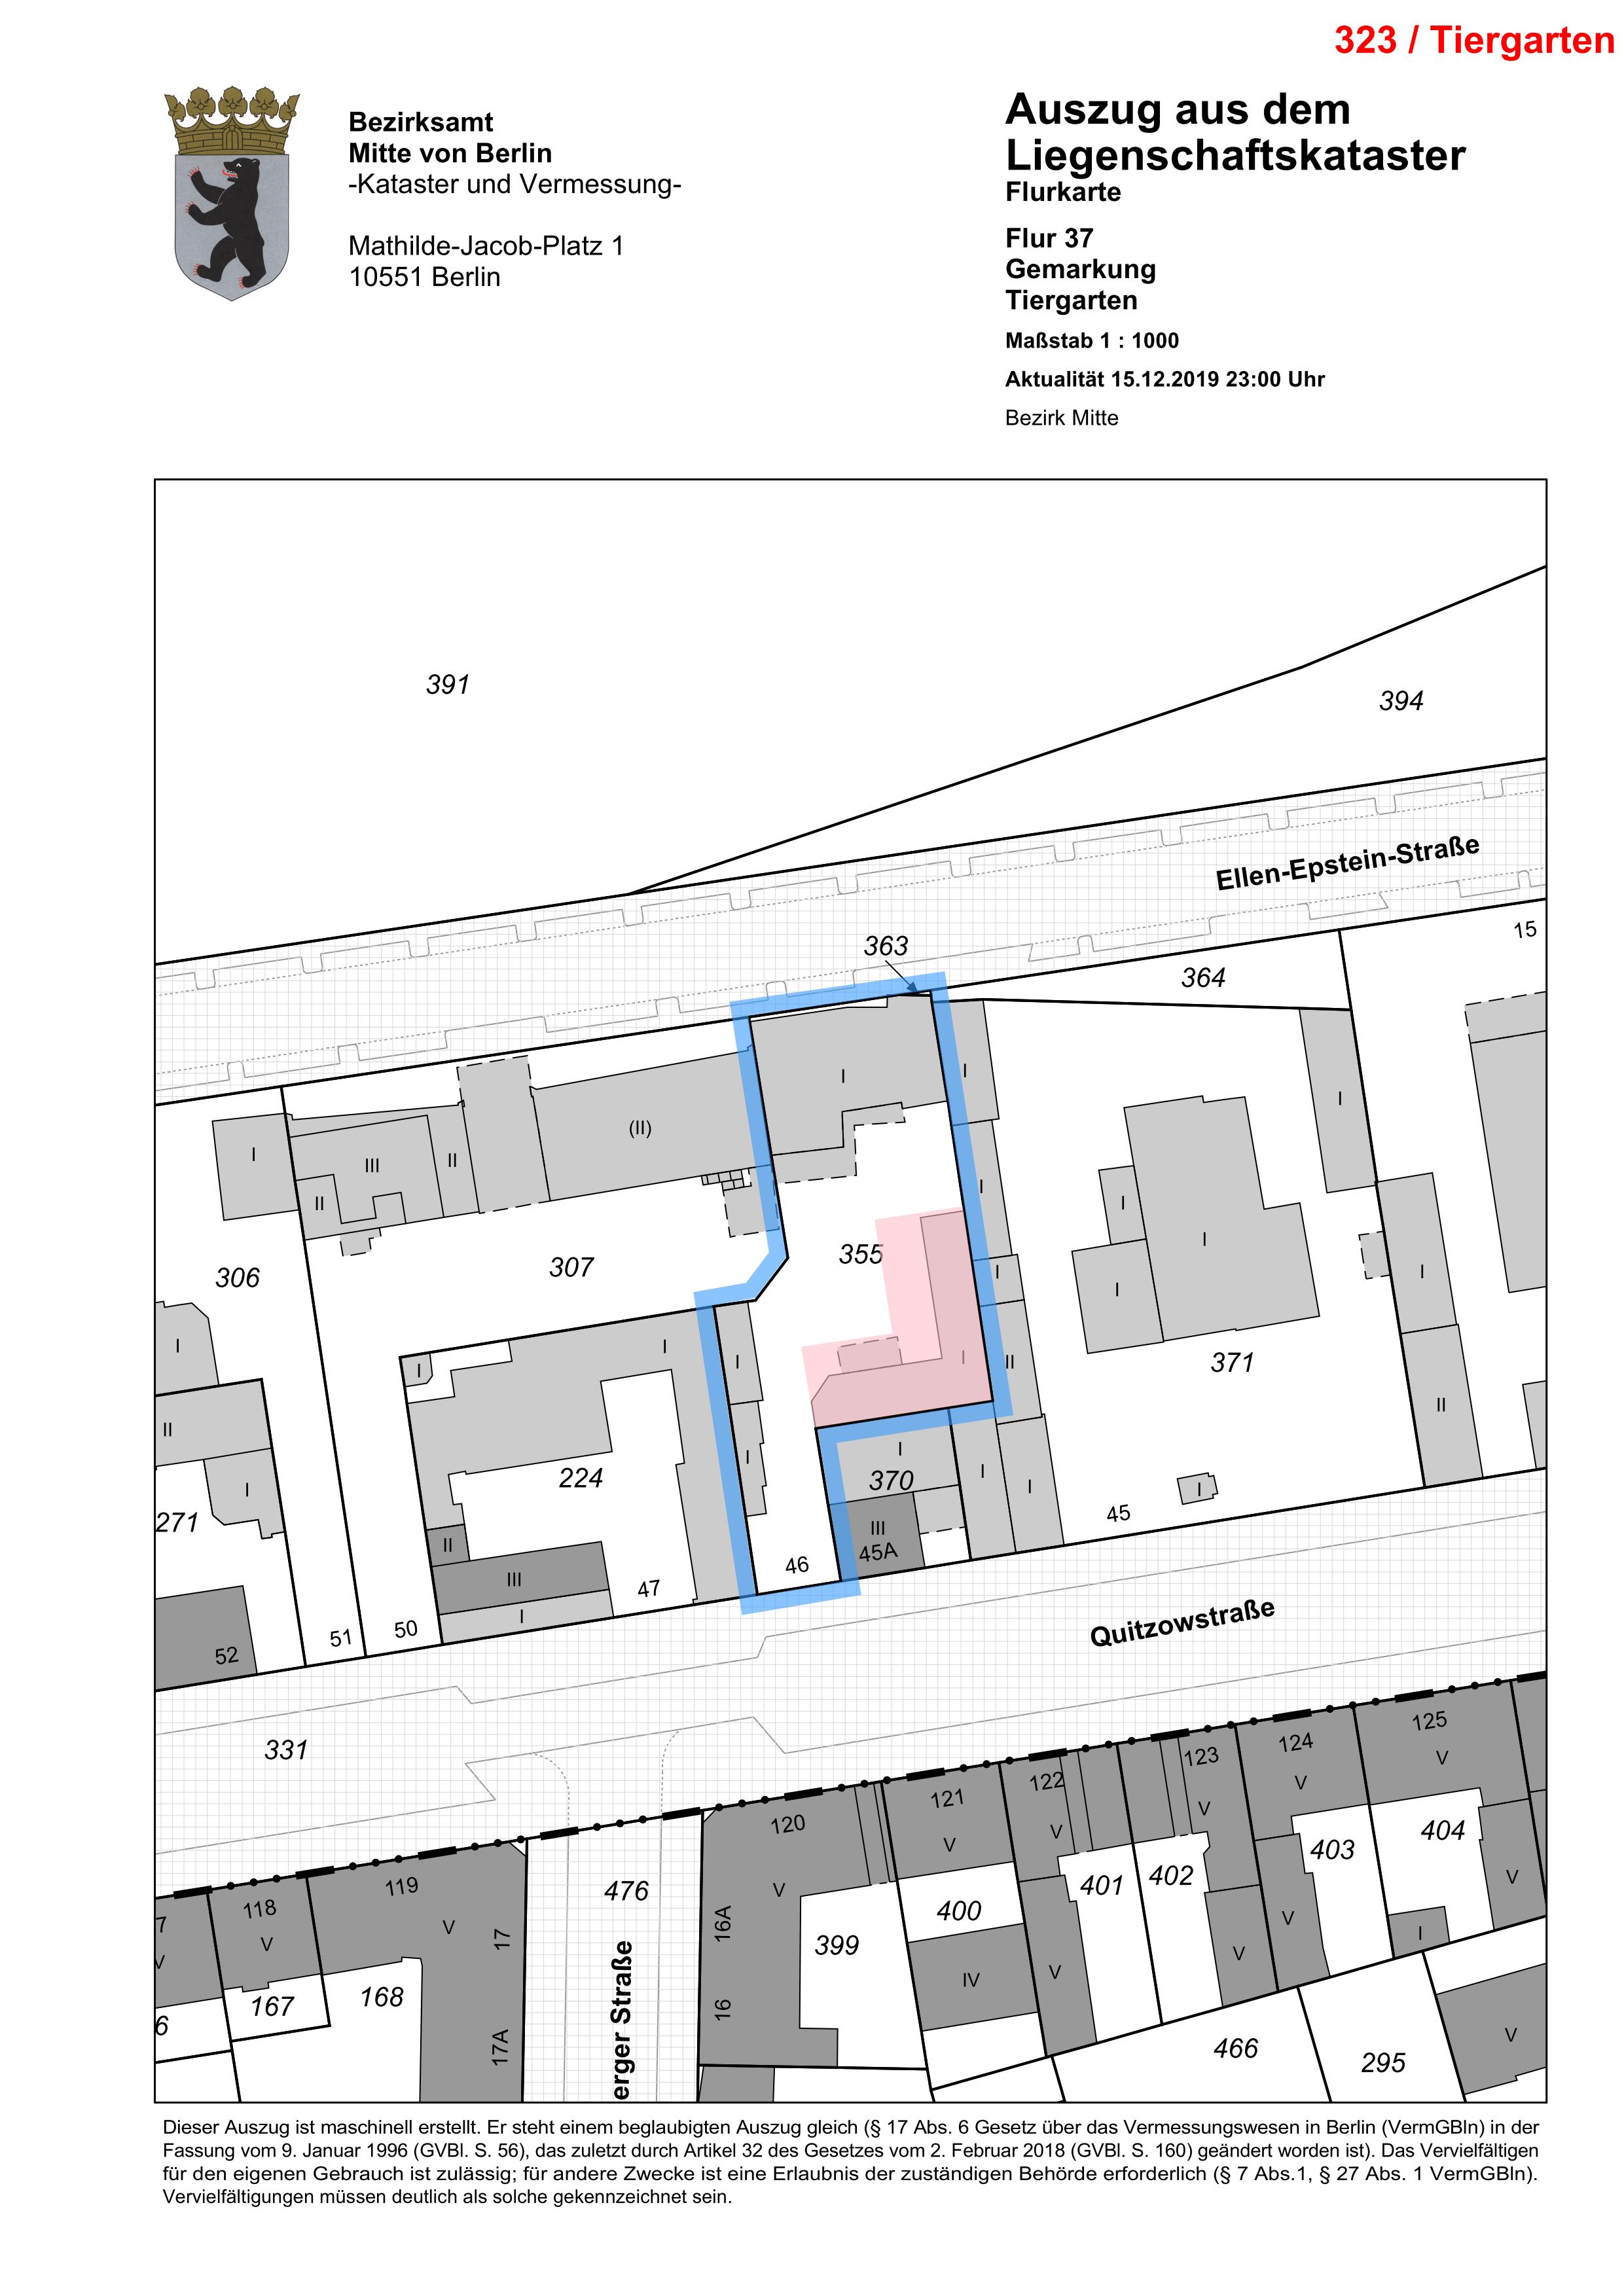 323 / Tiergarten
Bezirksamt
Mitte von Berlin
-Kataster und Vermessung-
Mathilde-Jacob-Platz 1
10551 Berlin
Auszug aus dem
Liegenschaftskataster
Flurkarte
Flur 37
Gemarkung
Tiergarten
Maßstab 1 : 1000
Aktualität 15.12.2019 23:00 Uhr
Bezirk Mitte
391
394
Ellen-Epstein-Straße
15
363
364
I
I
I
(II)
I
III
II
II
I
I
I
306
307
355
I
I
I
I
I
I
I
I
I
I
II
371
II
II
I
I
224
I
370
I
I
I
271
II
III
45A
45
46
III
47
I
52
51
50
Quitzowstraße
331
125
124
V
123
122
V
121
120
V
V
V
404
403
402
401
476
119
118
V
V
V
400
399
16A
17
7
V
V
V
V
V
I
IV
168
167
16
17A
6
erger Straße
466
295
V
Dieser Auszug ist maschinell erstellt. Er steht einem beglaubigten Auszug gleich (§ 17 Abs. 6 Gesetz über das Vermessungswesen in Berlin (VermGBln) in der
Fassung vom 9. Januar 1996 (GVBl. S. 56), das zuletzt durch Artikel 32 des Gesetzes vom 2. Februar 2018 (GVBl. S. 160) geändert worden ist). Das Vervielfältigen
für den eigenen Gebrauch ist zulässig; für andere Zwecke ist eine Erlaubnis der zuständigen Behörde erforderlich (§ 7 Abs.1, § 27 Abs. 1 VermGBln).
Vervielfältigungen müssen deutlich als solche gekennzeichnet sein.